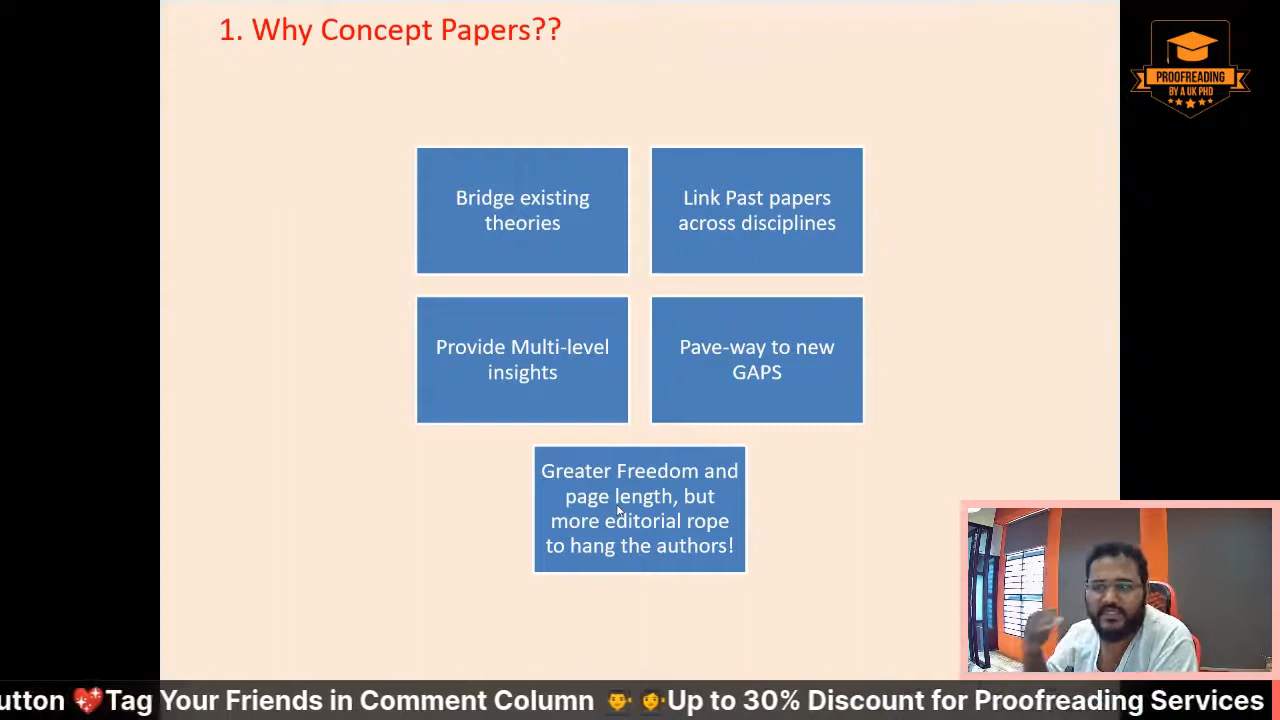 1. Why Concept Papers??
PROOFREADING
BY A UK PHD
Bridge existing
theories
Link Past papers
across disciplines
Provide Multi-level
insights
Pave-way to new
GAPS
Greater Freedom and
page length, but
more editorial rope
to hang the authors!
utton 💖Tag Your Friends in Comment Column 👨 👩Up to 30% Discount for Proofreading Services